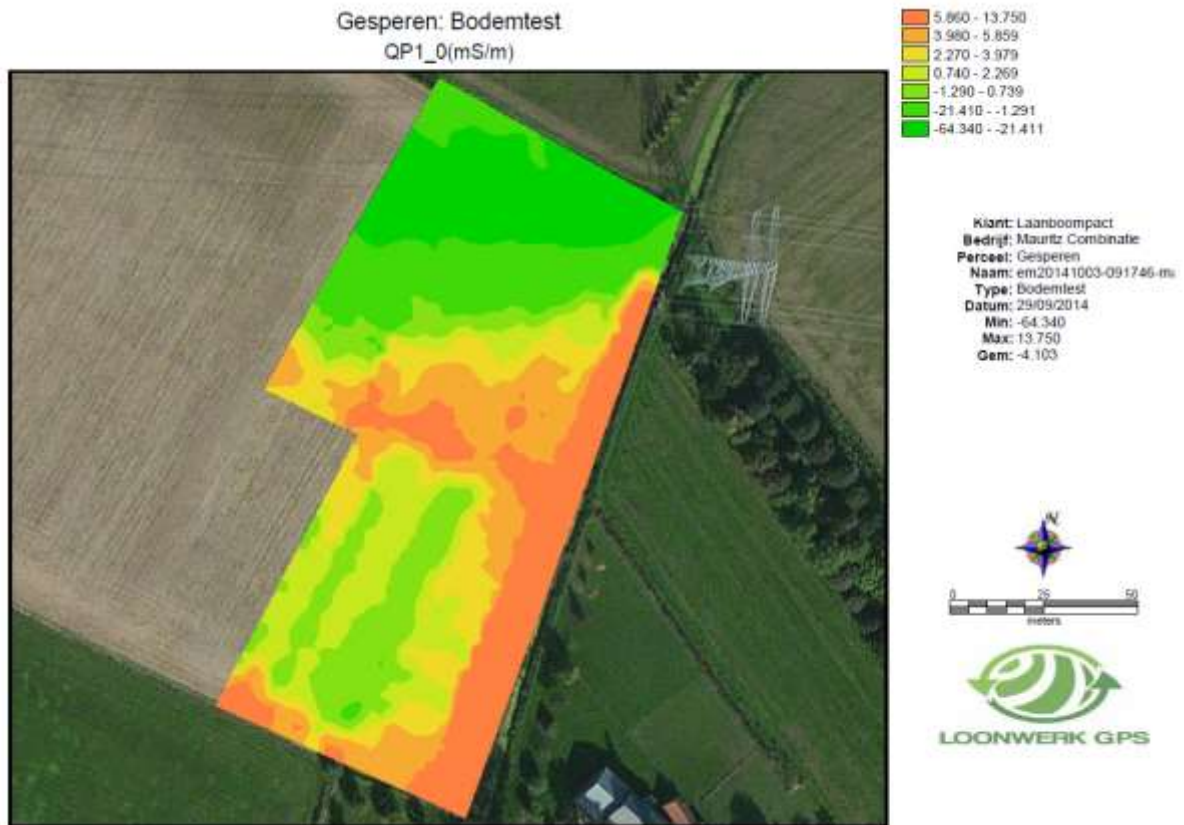 Gesperen: Bodemtest
QP1_0(mS/m)
5.860 - 13.750
3.980 - 5.859
2.270 - 3.979
0.740 - 2.269
-1.290 - 0.739
-21.410 - -1.291
-64.340 - -21.411
Klant: Laanboompact
Bedrijf: Mauritz Combinatie
Perceel: Gesperen
Naam: em20141003-091746-m
Type: Bodemtest
Datum: 29/09/2014
Min: -64.340
Max: 13.750
Gem: -4.103
N
0 25 50
meters
LOONWERK GPS